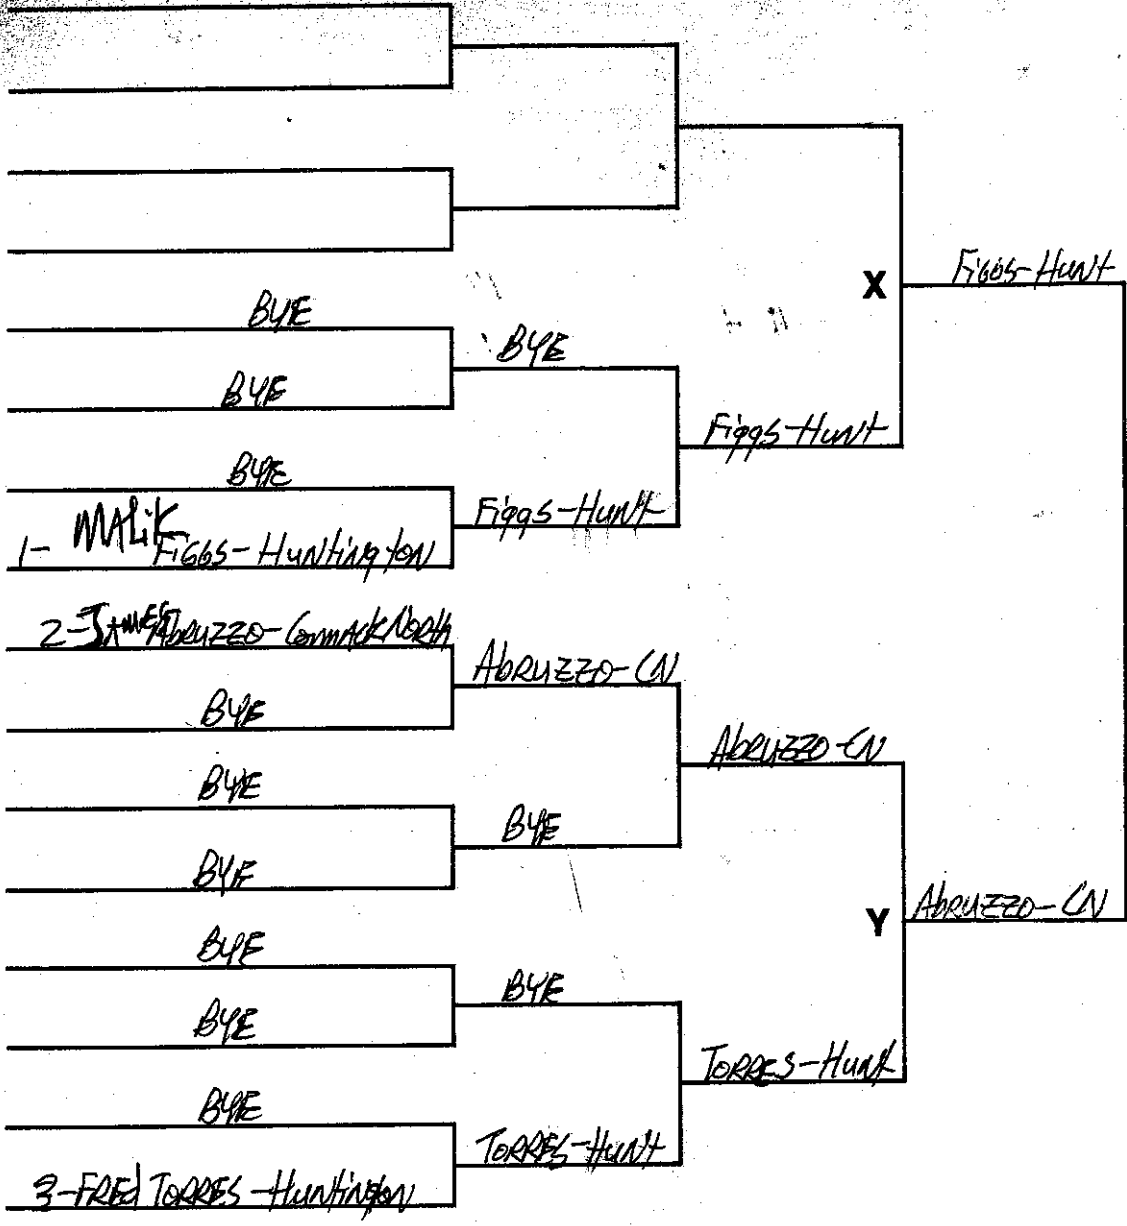 Figgs-Hunt
X
BYE
BYE
BYE
Figgs-Hunt
BYE
Figgs-Hunt
1- MALiK Figgs-Huntington
2-JAMES Abruzzo-Commack North
Abruzzo-CN
BYE
Abruzzo-CN
BYE
BYE
BYE
Y
Abruzzo-CN
BYE
BYE
BYE
Torres-Hunt
BYE
Torres-Hunt
3-FRED TORRES-Huntington